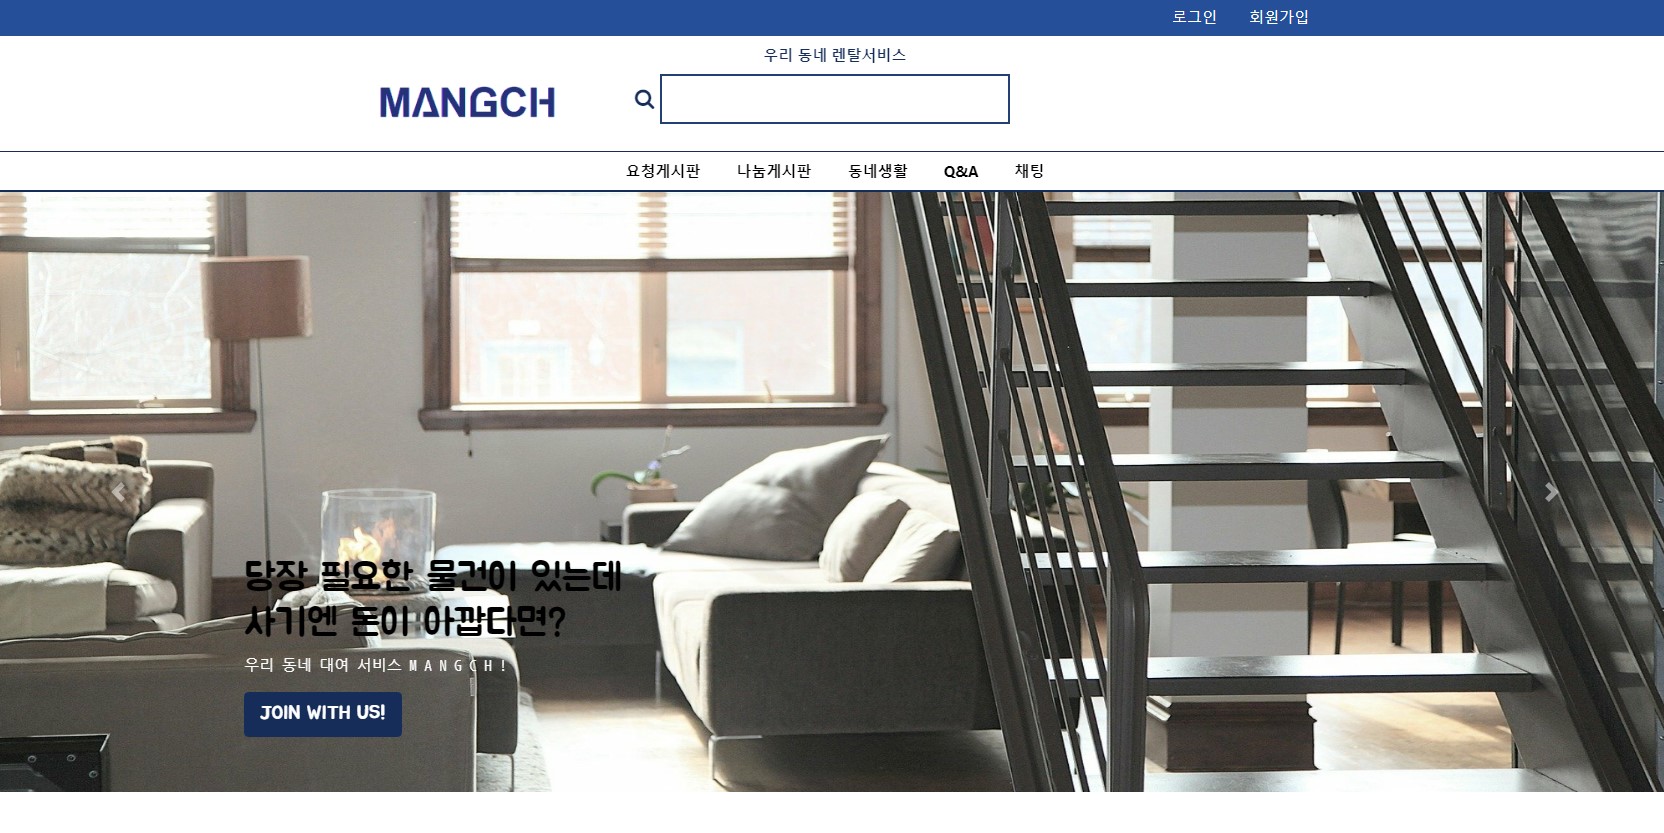 로그인 회원가입
우리 동네 렌탈서비스
MANGCH
요청게시판 나눔게시판 동네생활 Q&A 채팅
당장 필요한 물건이 있는데
사기엔 돈이 아깝다면?
우리 동네 대여 서비스 MANGCH!
JOIN WITH US!